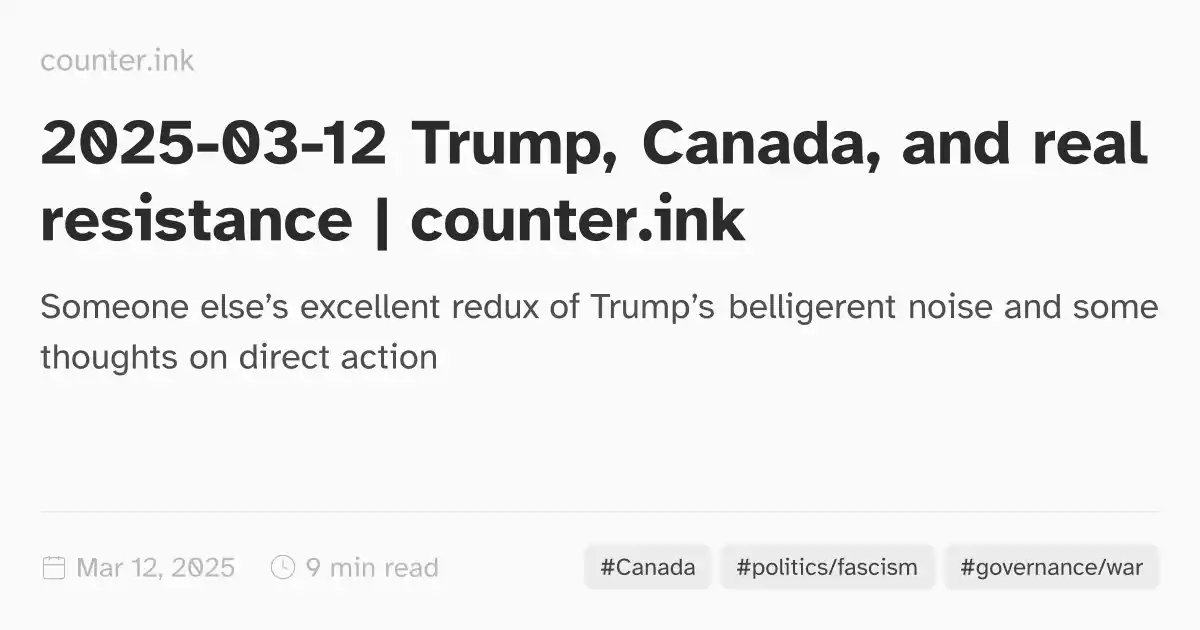 counter.ink
2025-03-12 Trump, Canada, and real
resistance | counter.ink
Someone else’s excellent redux of Trump’s belligerent noise and some
thoughts on direct action
Mar 12, 2025 9 min read #Canada #politics/fascism #governance/war